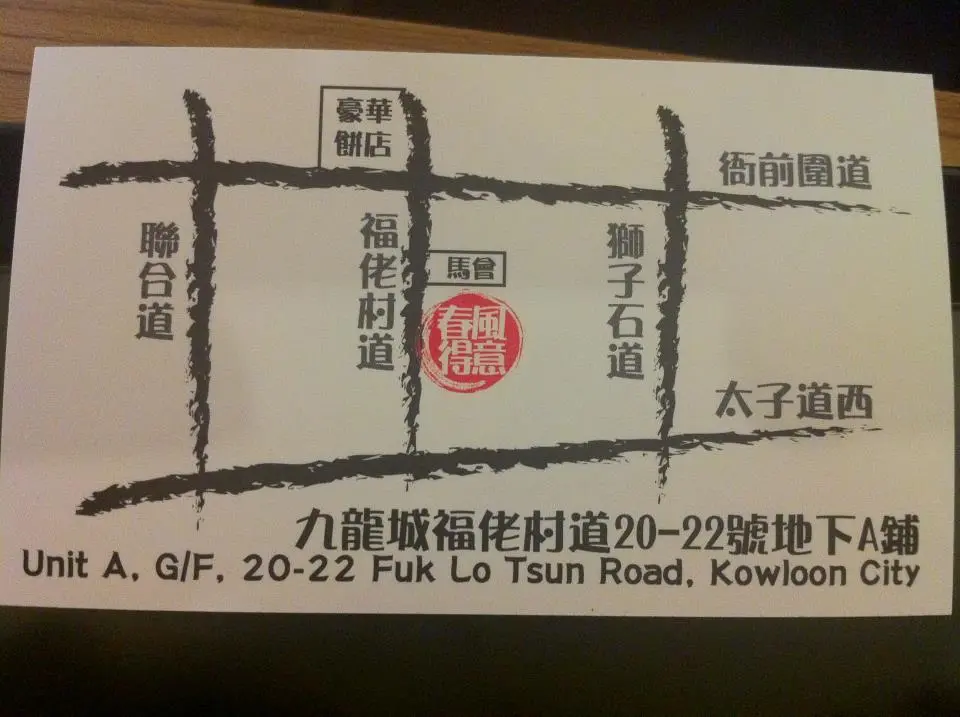 豪華
餅店
衙前圍道
聯合道
福佬村道
獅子石道
馬曾
春風
得意
太子道西
九龍城福佬村道20-22號地下A鋪
Unit A, G/F, 20-22 Fuk Lo Tsun Road, Kowloon City